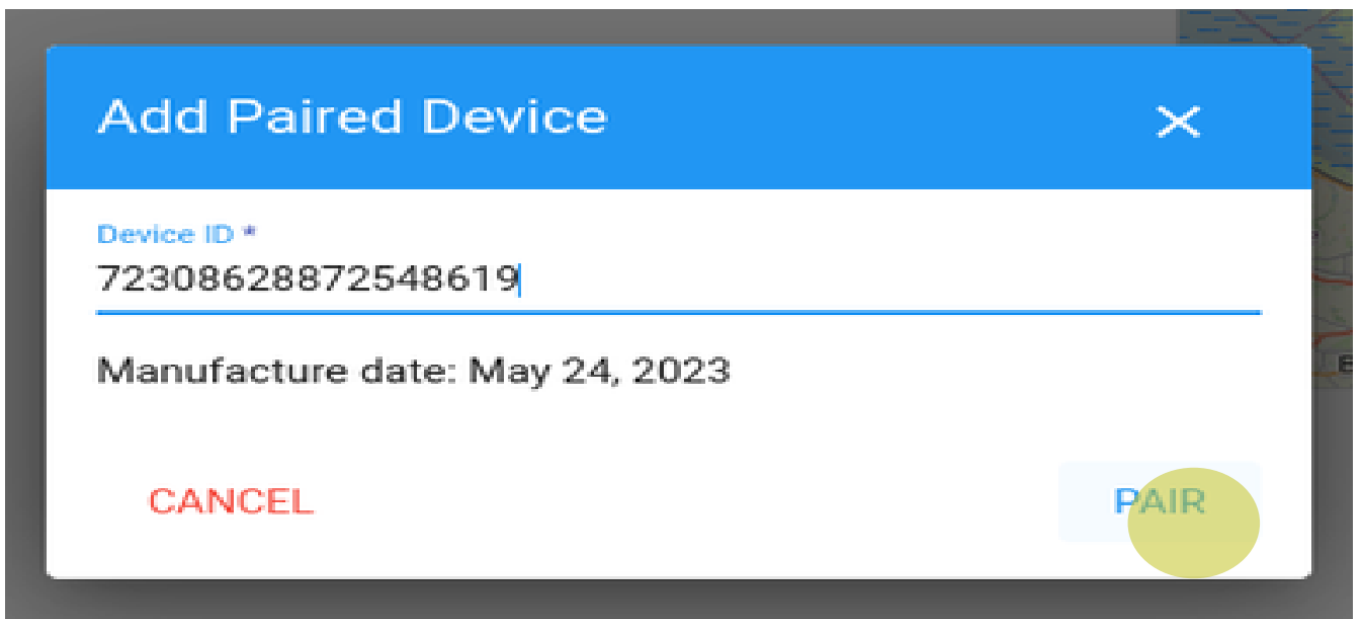 Add Paired Device
Device ID *
72308628872548619
Manufacture date: May 24, 2023
CANCEL
PAIR